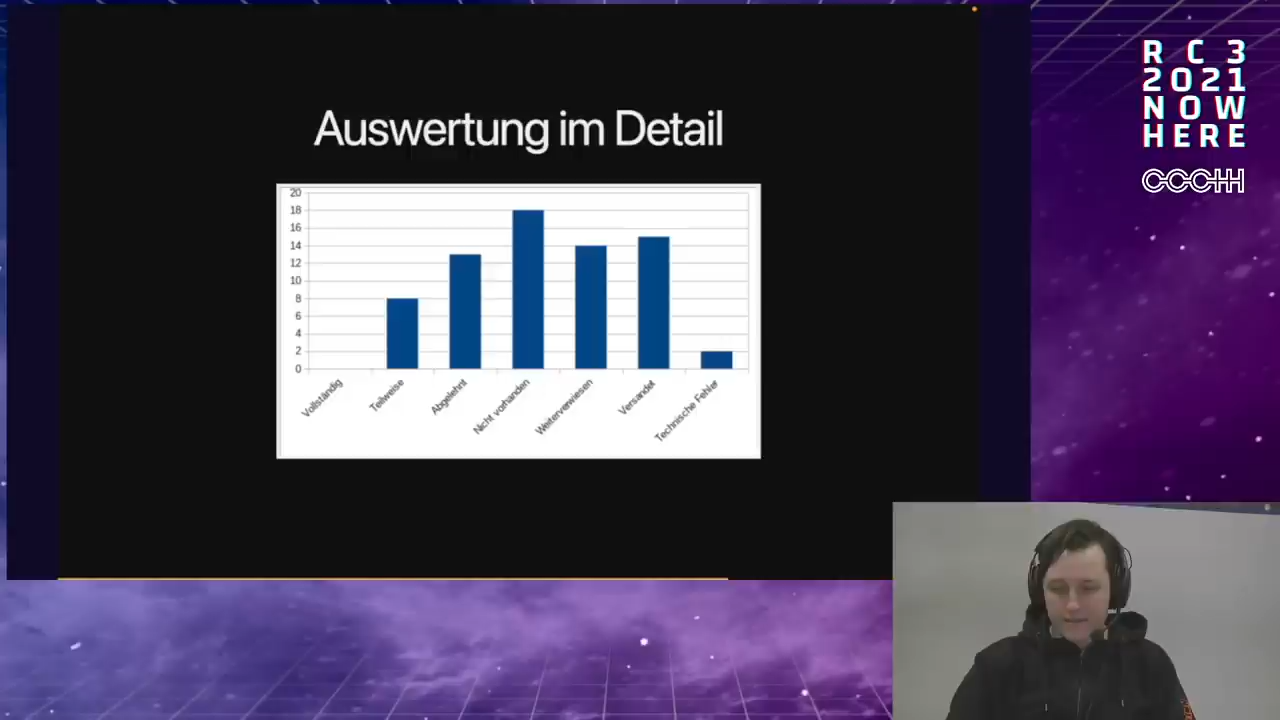 Auswertung im Detail
20
18
16
14
12
10
8
6
4
2
0
Vollständig
Teilweise
Abgelehnt
Nicht vorhanden
Weiterverwiesen
Versandet
Technische Fehler
R C 3
2021
NOW
HERE
CCCHH